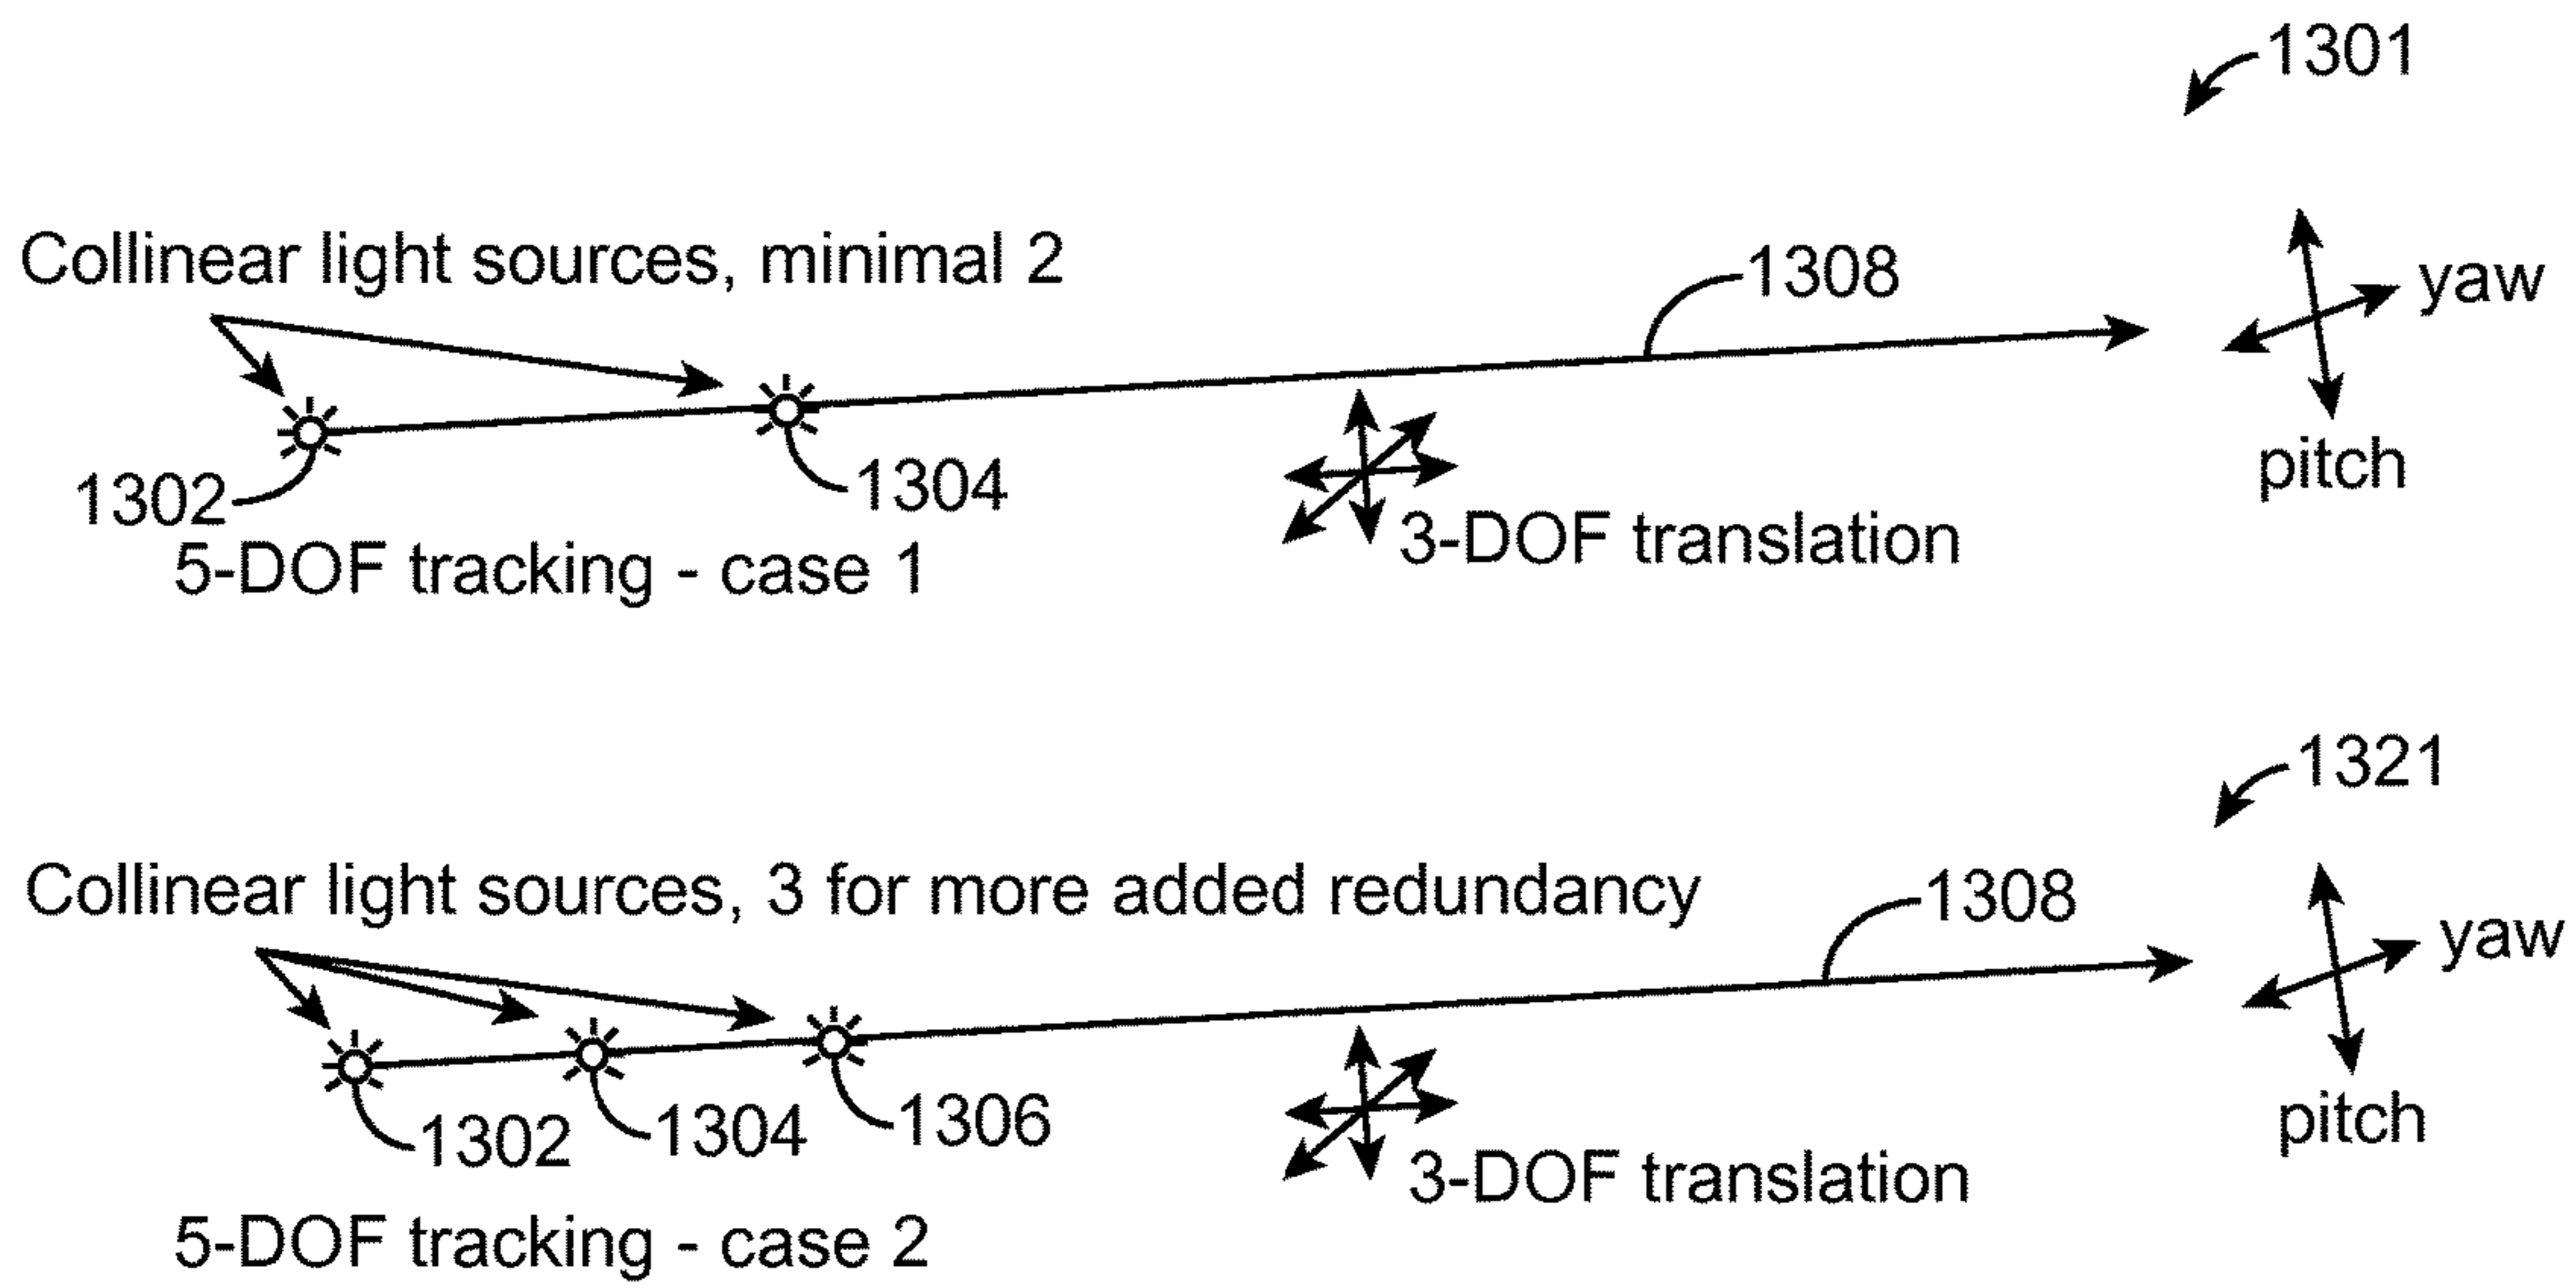 1301
Collinear light sources, minimal 2
1308
yaw
pitch
1302
1304
3-DOF translation
5-DOF tracking - case 1
1321
Collinear light sources, 3 for more added redundancy
1308
yaw
pitch
1302
1304
1306
3-DOF translation
5-DOF tracking - case 2